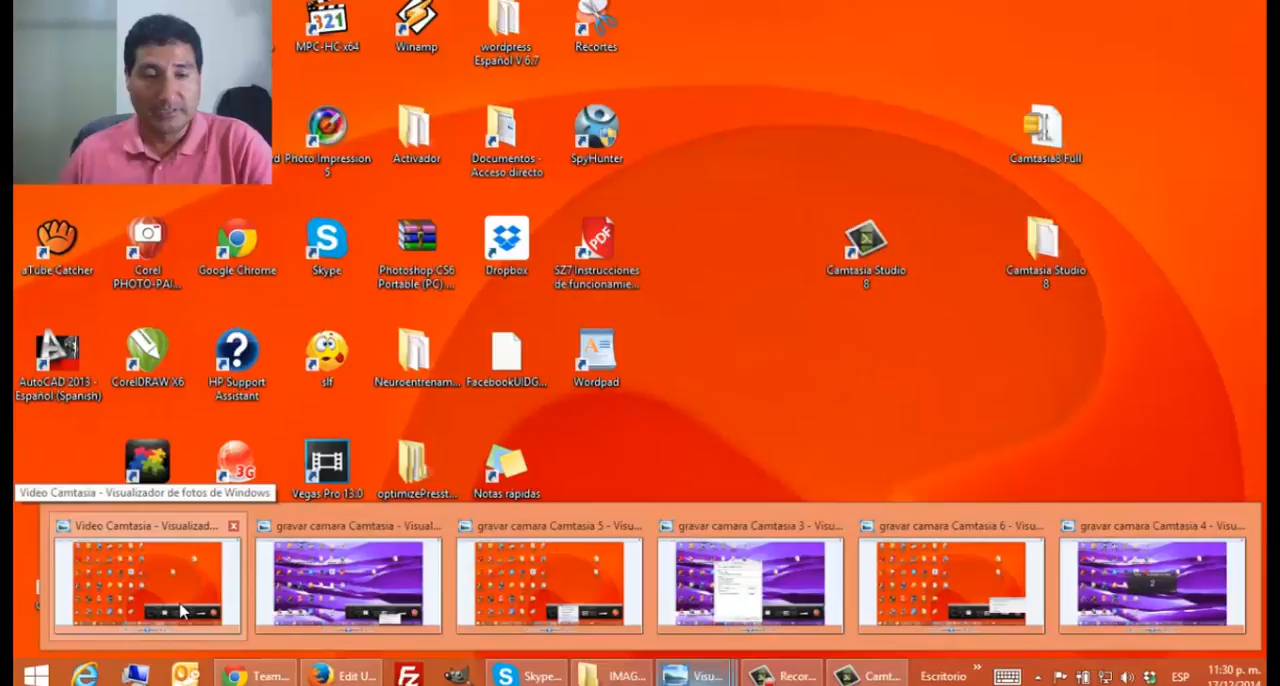 MPC-HC x64
Winamp
wordpress
Español V 6.7
Recortes
Photo Impression
5
Activador
Documentos -
Acceso directo
SpyHunter
Camtasia8 Full
aTube Catcher
Corel
PHOTO-PAI...
Google Chrome
Skype
Photoshop CS6
Portable (PC)....
Dropbox
SZ7 Instrucciones
de funcionamie...
Camtasia Studio
8
Camtasia Studio
8
AutoCAD 2013 -
Español (Spanish)
CorelDRAW X6
HP Support
Assistant
slf
Neuroentrenam...
FacebookUIDG...
Wordpad
Video Camtasia - Visualizador de fotos de Windows
Vegas Pro 13.0
optimizePresst...
Notas rápidas
Video Camtasia - Visualizad...
gravar camara Camtasia - Visual...
gravar camara Camtasia 5 - Visu...
gravar camara Camtasia 3 - Visu...
gravar camara Camtasia 6 - Visu...
gravar camara Camtasia 4 - Visu...
Team...
Edit U...
Skype...
IMAG...
Visu...
Recor...
Camt...
Escritorio
ESP
11:30 p. m.
17/12/2014